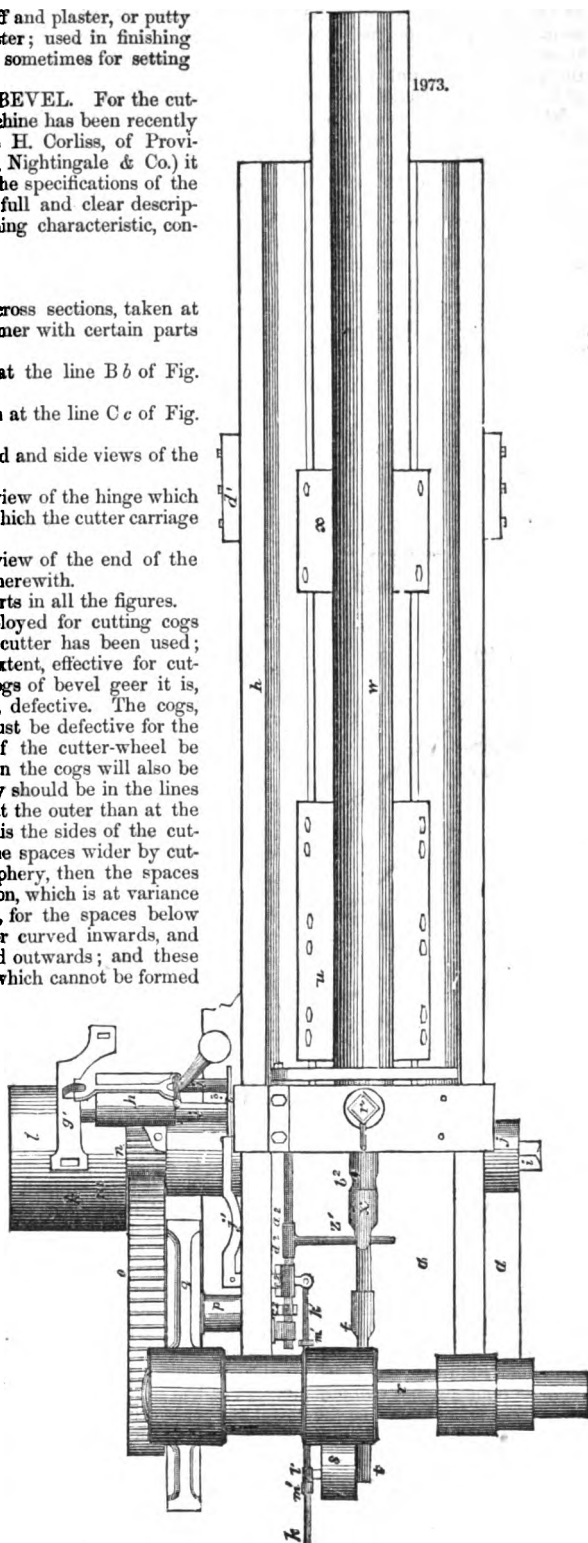 ff and plaster, or putty
ter; used in finishing
sometimes for setting
BEVEL. For the cut-
chine has been recently
H. Corliss, of Provi-
Nightingale & Co.) it
he specifications of the
full and clear descrip-
ning characteristic, con-
cross sections, taken at
mer with certain parts
at the line B b of Fig.
n at the line C c of Fig.
d and side views of the
view of the hinge which
which the cutter carriage
view of the end of the
herewith.
rts in all the figures.
ployed for cutting cogs
cutter has been used;
xtent, effective for cut-
ogs of bevel geer it is,
, defective. The cogs,
ust be defective for the
f the cutter-wheel be
n the cogs will also be
y should be in the lines
at the outer than at the
is the sides of the cut-
he spaces wider by cut-
phery, then the spaces
on, which is at variance
, for the spaces below
r curved inwards, and
d outwards; and these
which cannot be formed
1973.
d'
x
h
w
u
l
g'
h
n
j
i
b²
x
z'
a
a
o
q
p
f
k'
m'
r
s
t
m'
k